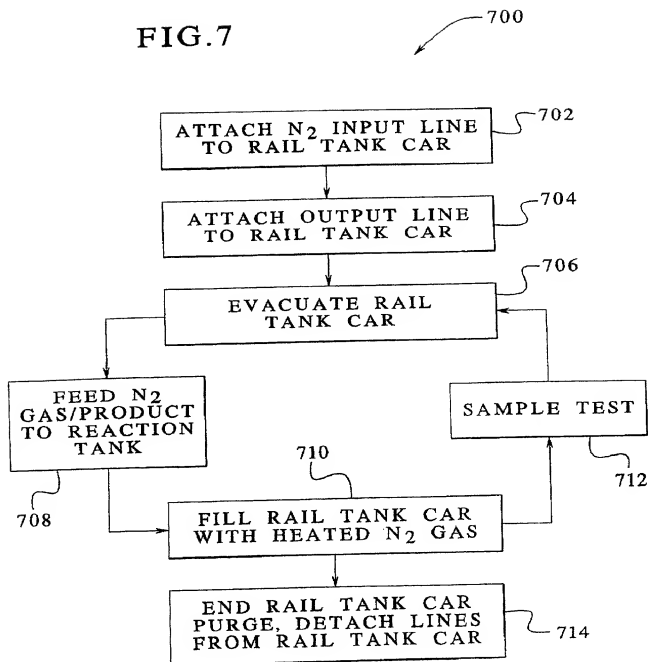 FIG.7
700
ATTACH N2 INPUT LINE
TO RAIL TANK CAR
702
ATTACH OUTPUT LINE
TO RAIL TANK CAR
704
706
EVACUATE RAIL
TANK CAR
FEED N2
GAS/PRODUCT
TO REACTION
TANK
708
SAMPLE TEST
712
710
FILL RAIL TANK CAR
WITH HEATED N2 GAS
END RAIL TANK CAR
PURGE, DETACH LINES
FROM RAIL TANK CAR
714